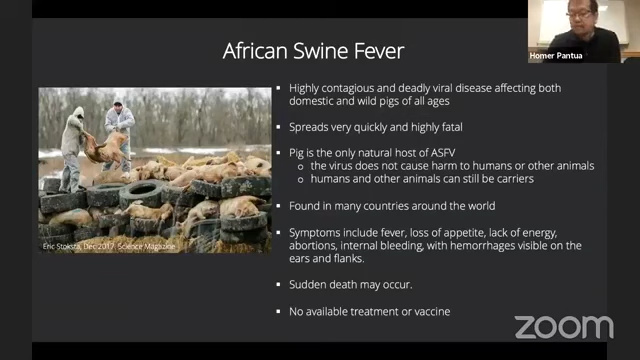 African Swine Fever
Homer Pantua
▪ Highly contagious and deadly viral disease affecting both
domestic and wild pigs of all ages
▪ Spreads very quickly and highly fatal
▪ Pig is the only natural host of ASFV
o the virus does not cause harm to humans or other animals
o humans and other animals can still be carriers
▪ Found in many countries around the world
▪ Symptoms include fever, loss of appetite, lack of energy,
abortions, internal bleeding, with hemorrhages visible on the
ears and flanks.
▪ Sudden death may occur.
▪ No available treatment or vaccine
Eric Stoksta, Dec 2017, Science Magazine
zoom